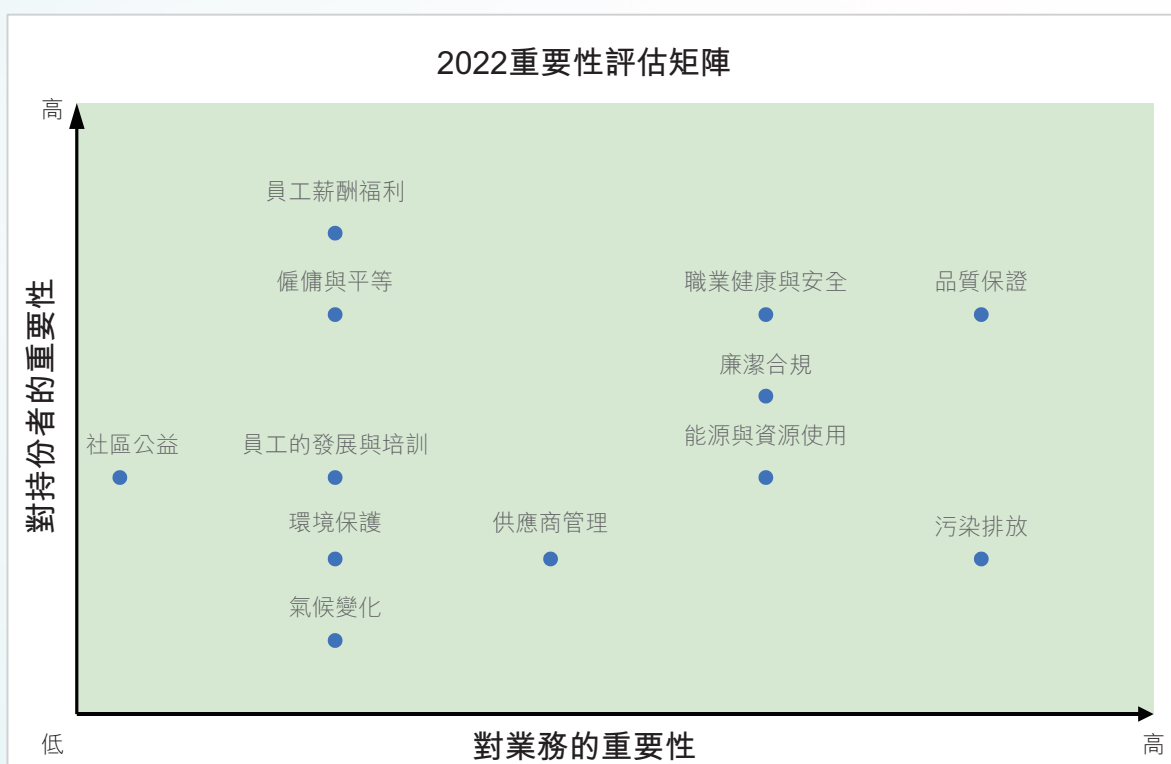 2022重要性評估矩陣
高
員工薪酬福利
僱傭與平等
職業健康與安全
品質保證
廉潔合規
對持份者的重要性
社區公益
員工的發展與培訓
能源與資源使用
環境保護
供應商管理
污染排放
氣候變化
低
對業務的重要性
高